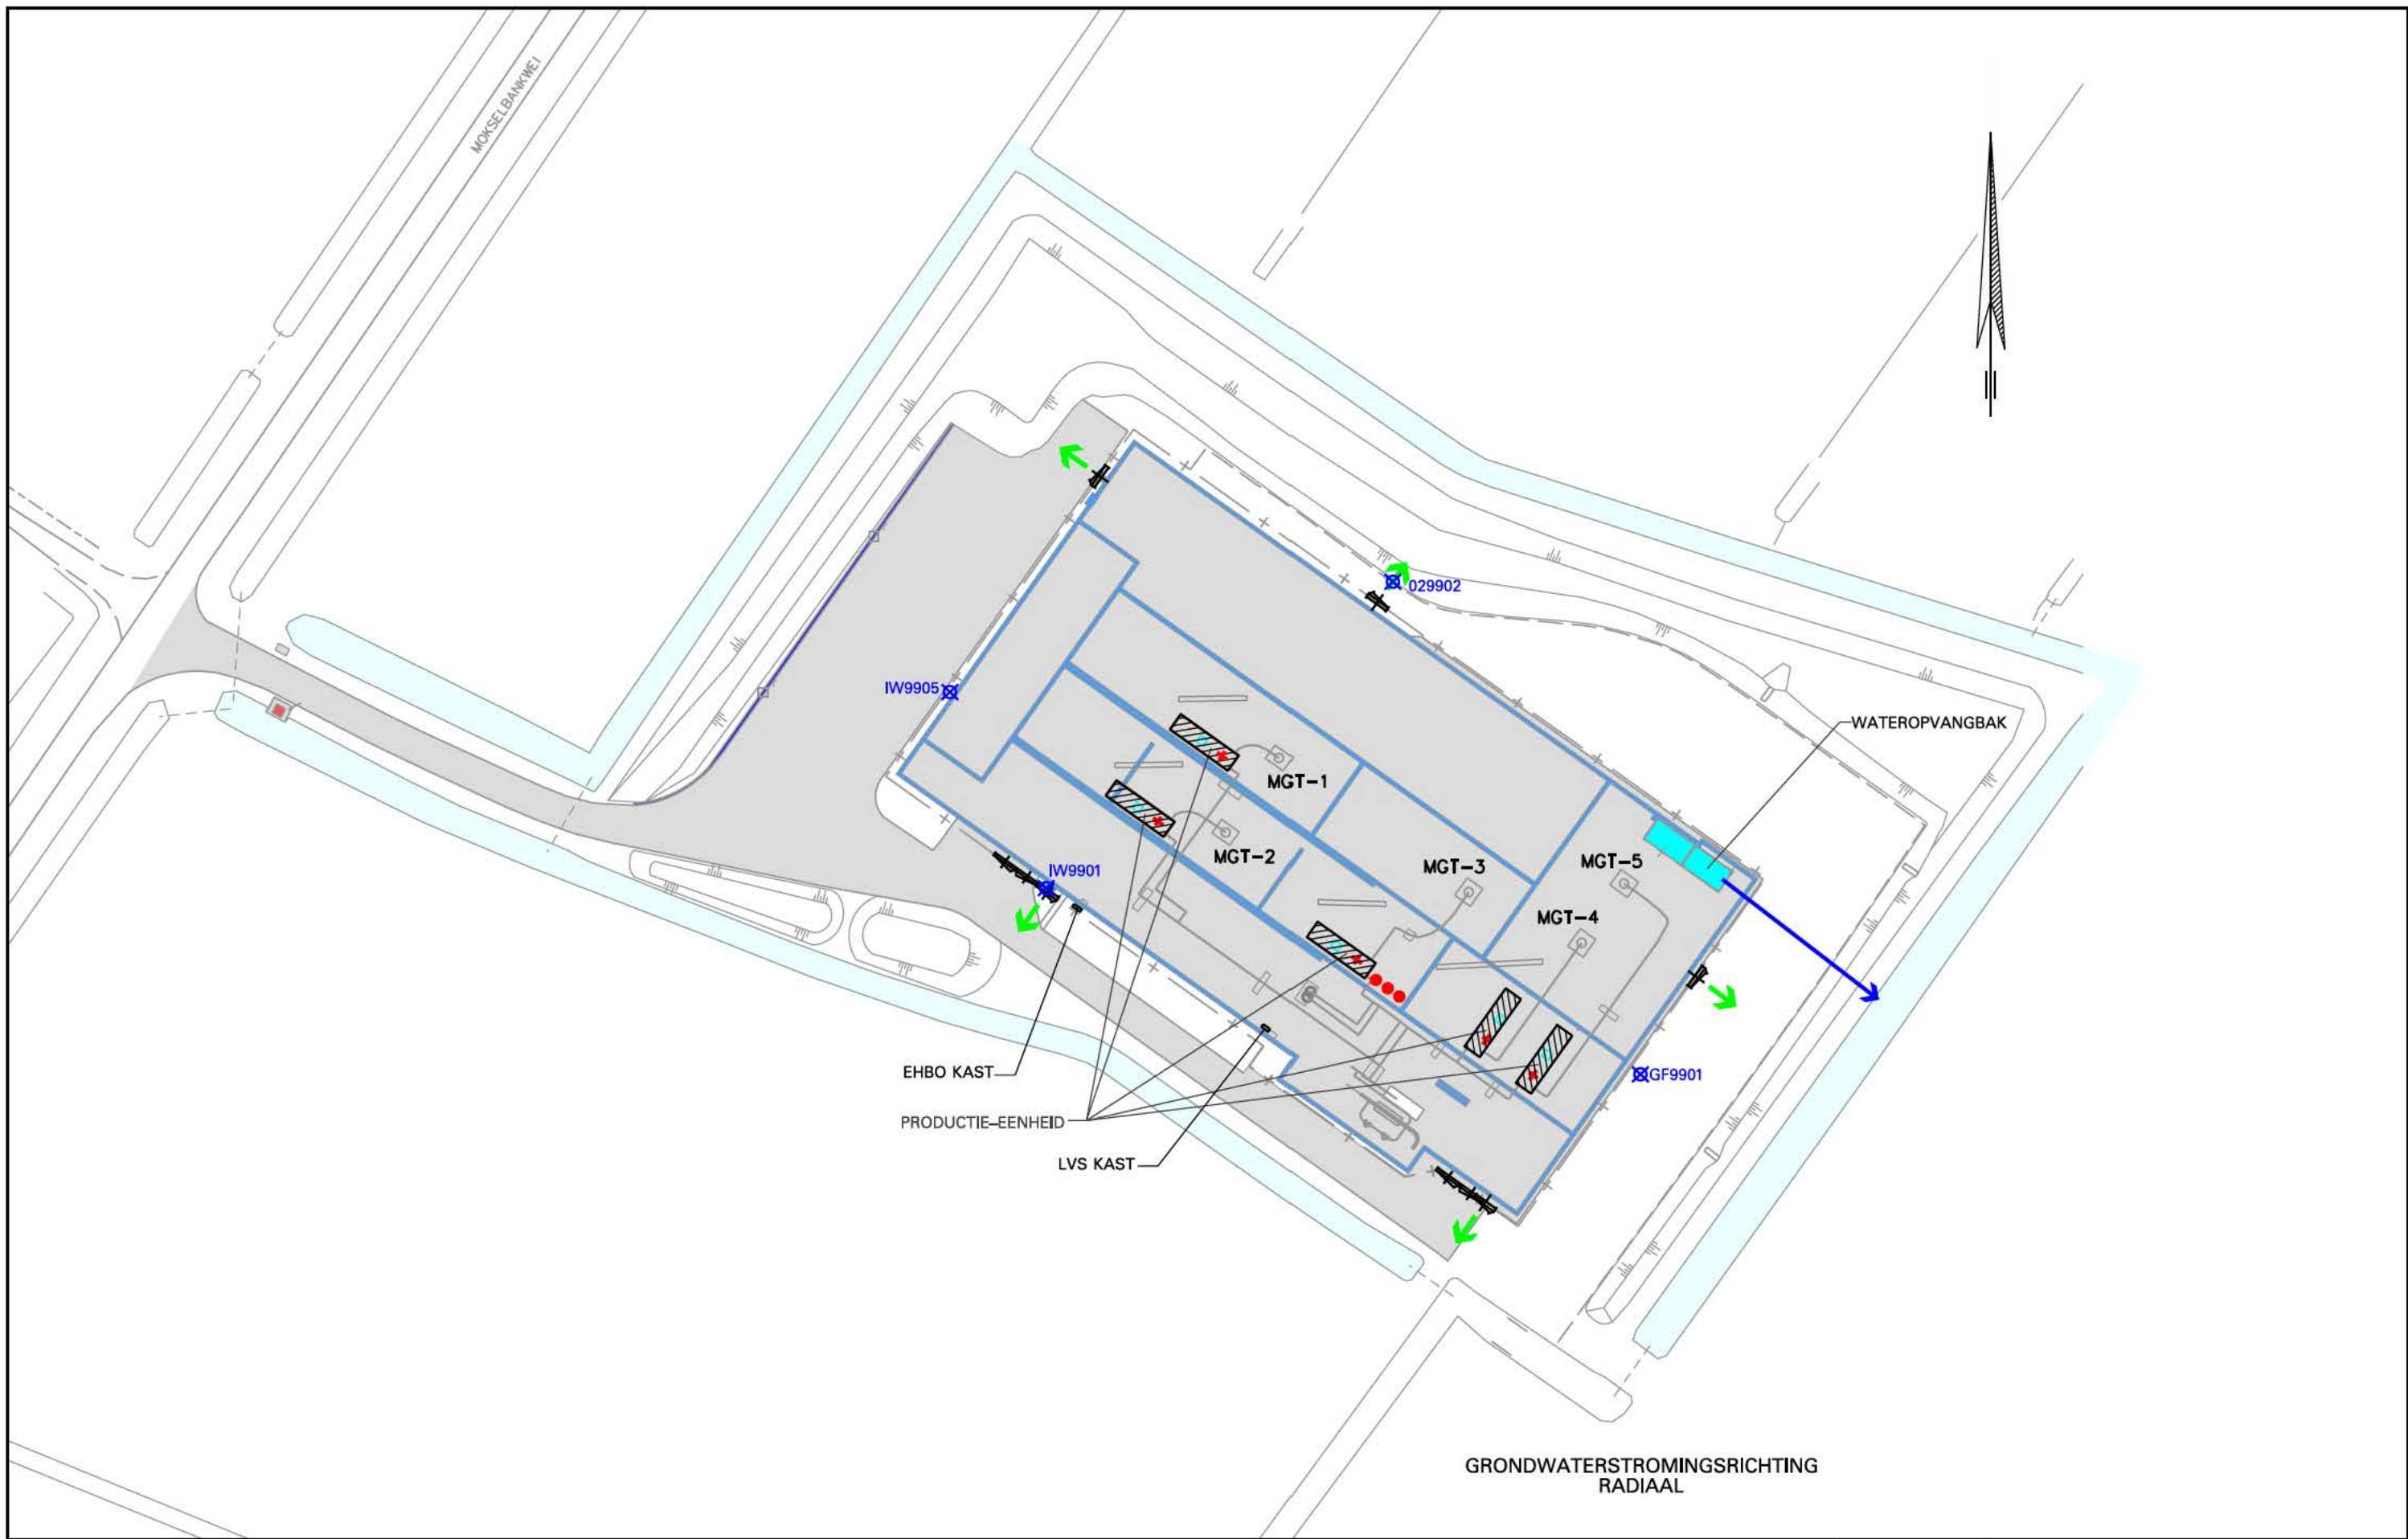 MOKSELBANKWEI
029902
IW9905
WATEROPVANGBAK
MGT-1
MGT-2
MGT-3
MGT-5
IW9901
MGT-4
EHBO KAST
GF9901
PRODUCTIE-EENHEID
LVS KAST
GRONDWATERSTROMINGSRICHTING
RADIAAL